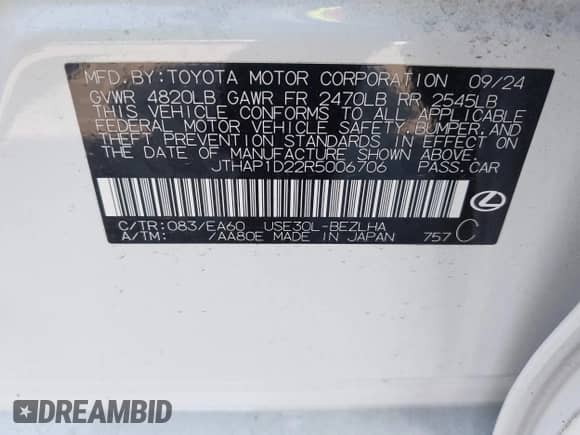 MFD.BY:TOYOTA MOTOR CORPORATION 09/24
GVWR 4820LB GAWR FR 2470LB RR 2545LB
THIS VEHICLE CONFORMS TO ALL APPLICABLE
FEDERAL MOTOR VEHICLE SAFETY,BUMPER,AND
THEFT PREVENTION STANDARDS IN EFFECT ON
THE DATE OF MANUFACTURE SHOWN ABOVE.
JTHAP1D22R5006706 PASS.CAR
C/TR:083/EA60 USE30L-BEZLHA
A/TM: /AA80E MADE IN JAPAN 757 C
DREAMBID